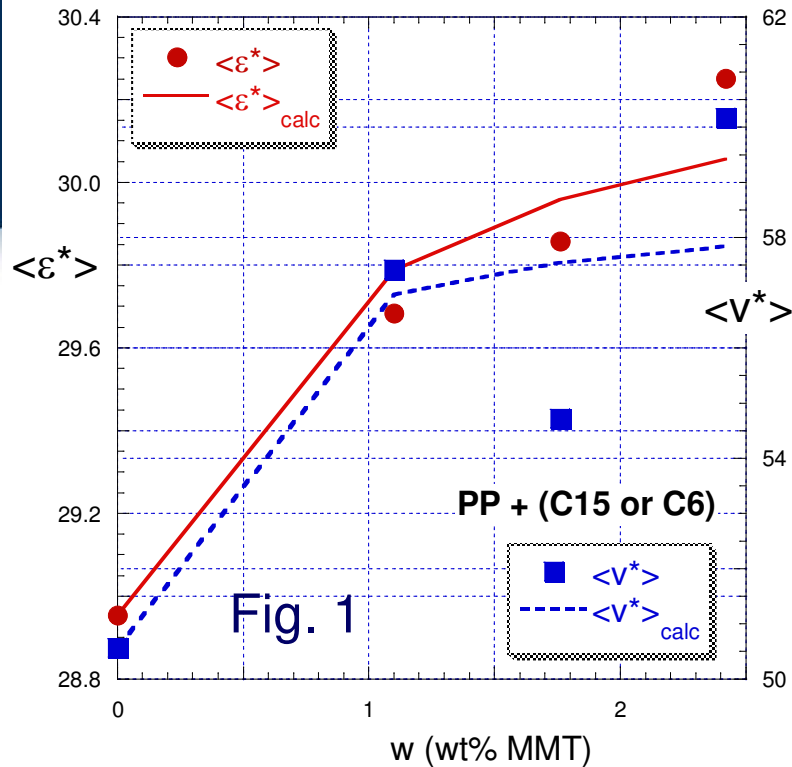 30.4
30.0
29.6
29.2
28.8
<ε*>
<ε*>
<ε*>calc
62
58
54
50
<v*>
PP + (C15 or C6)
<v*>
<v*>calc
Fig. 1
0
1
2
w (wt% MMT)